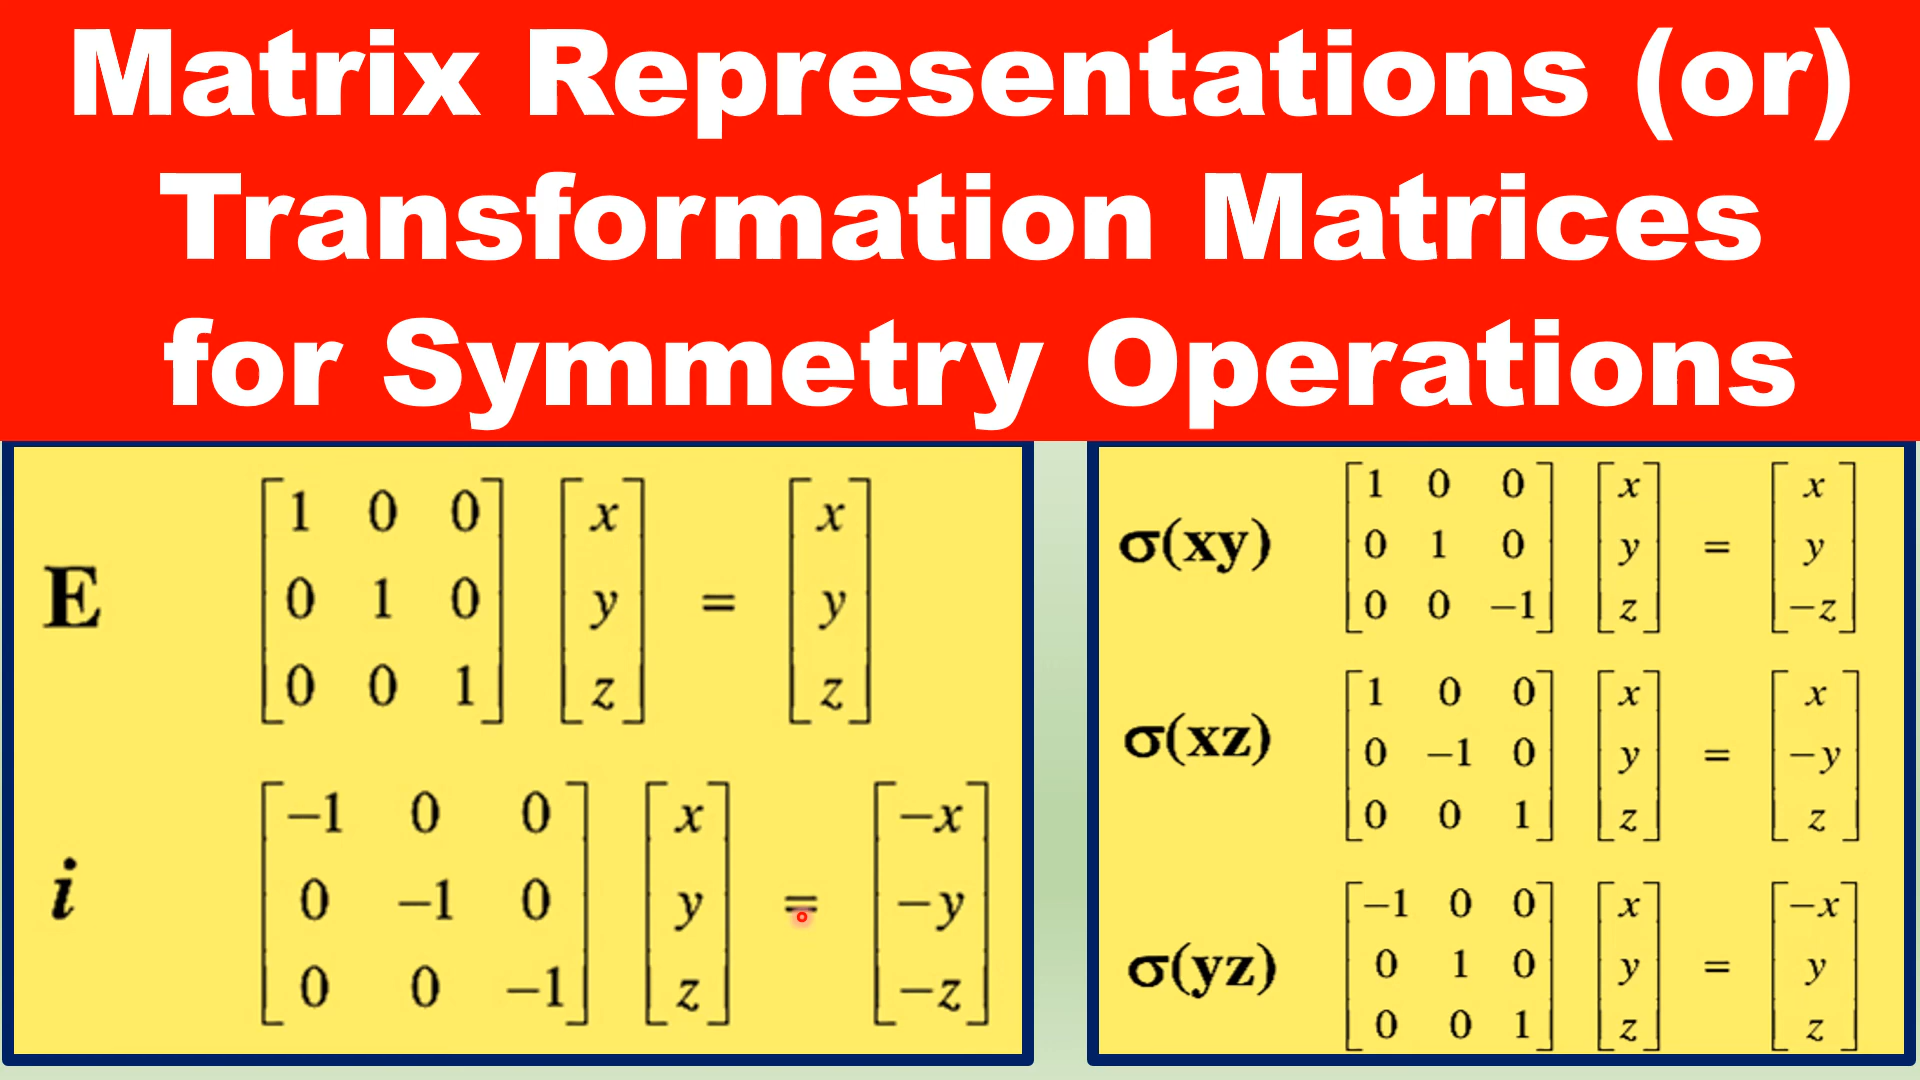 Matrix Representations (or)
Transformation Matrices
for Symmetry Operations
E
1 0 0 x x
0 1 0 y = y
0 0 1 z z
i
−1 0 0 x −x
0 −1 0 y = −y
0 0 −1 z −z
σ(xy)
1 0 0 x x
0 1 0 y = y
0 0 −1 z −z
σ(xz)
1 0 0 x x
0 −1 0 y = −y
0 0 1 z z
σ(yz)
−1 0 0 x −x
0 1 0 y = y
0 0 1 z z